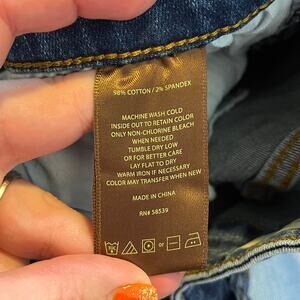 98% COTTON / 2% SPANDEX
MACHINE WASH COLD
INSIDE OUT TO RETAIN COLOR
ONLY NON-CHLORINE BLEACH
WHEN NEEDED
TUMBLE DRY LOW
OR FOR BETTER CARE
LAY FLAT TO DRY
WARM IRON IF NECESSARY
COLOR MAY TRANSFER WHEN NEW
MADE IN CHINA
RN# 58539
or